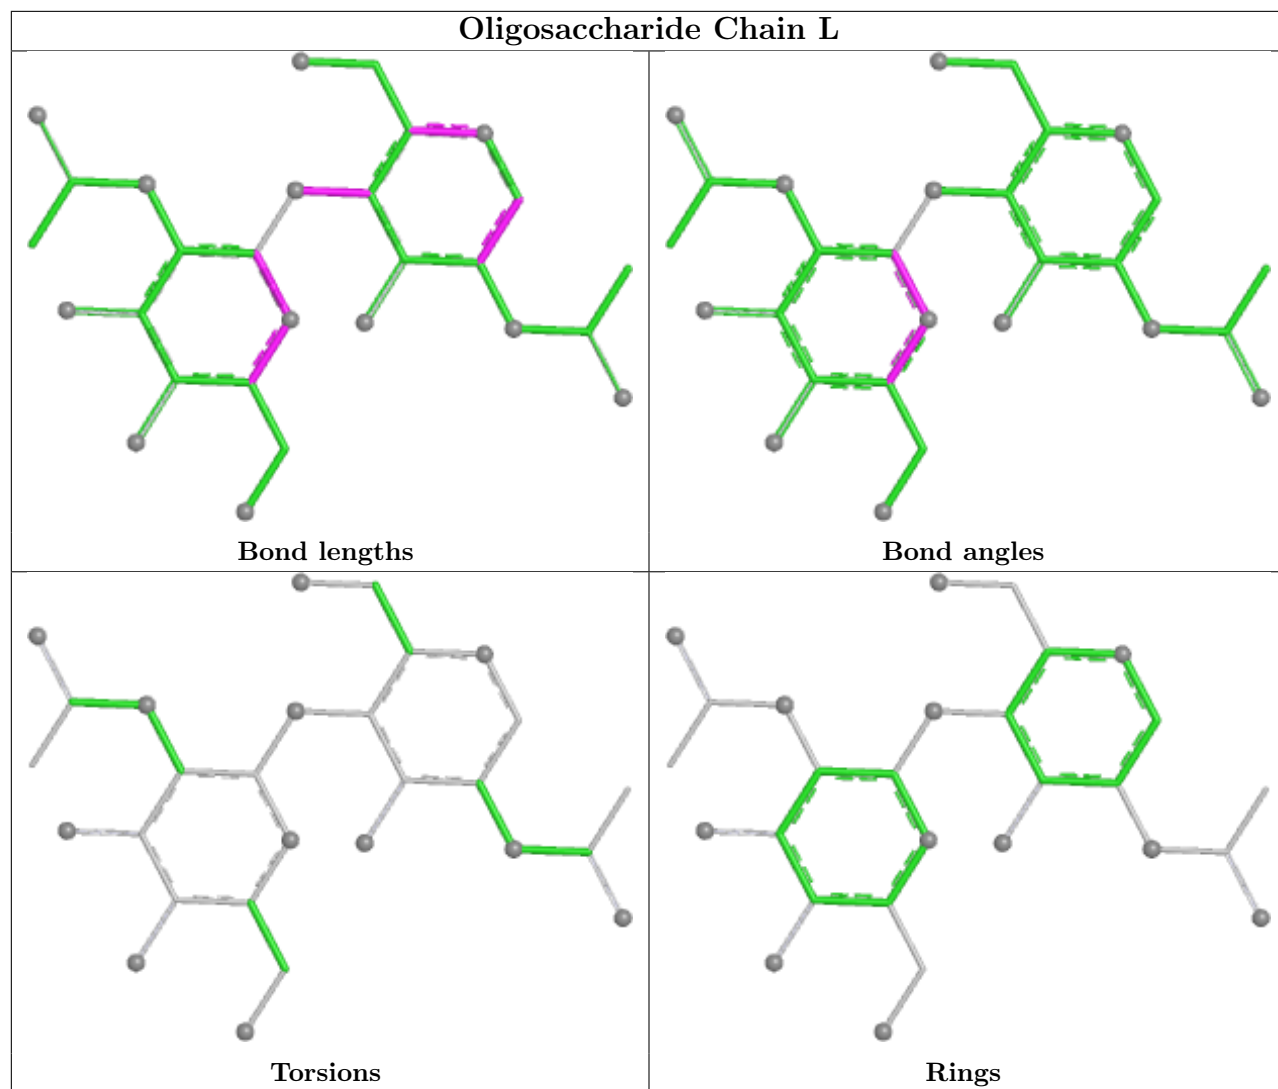 Oligosaccharide Chain L
Bond lengths
Bond angles
Torsions
Rings